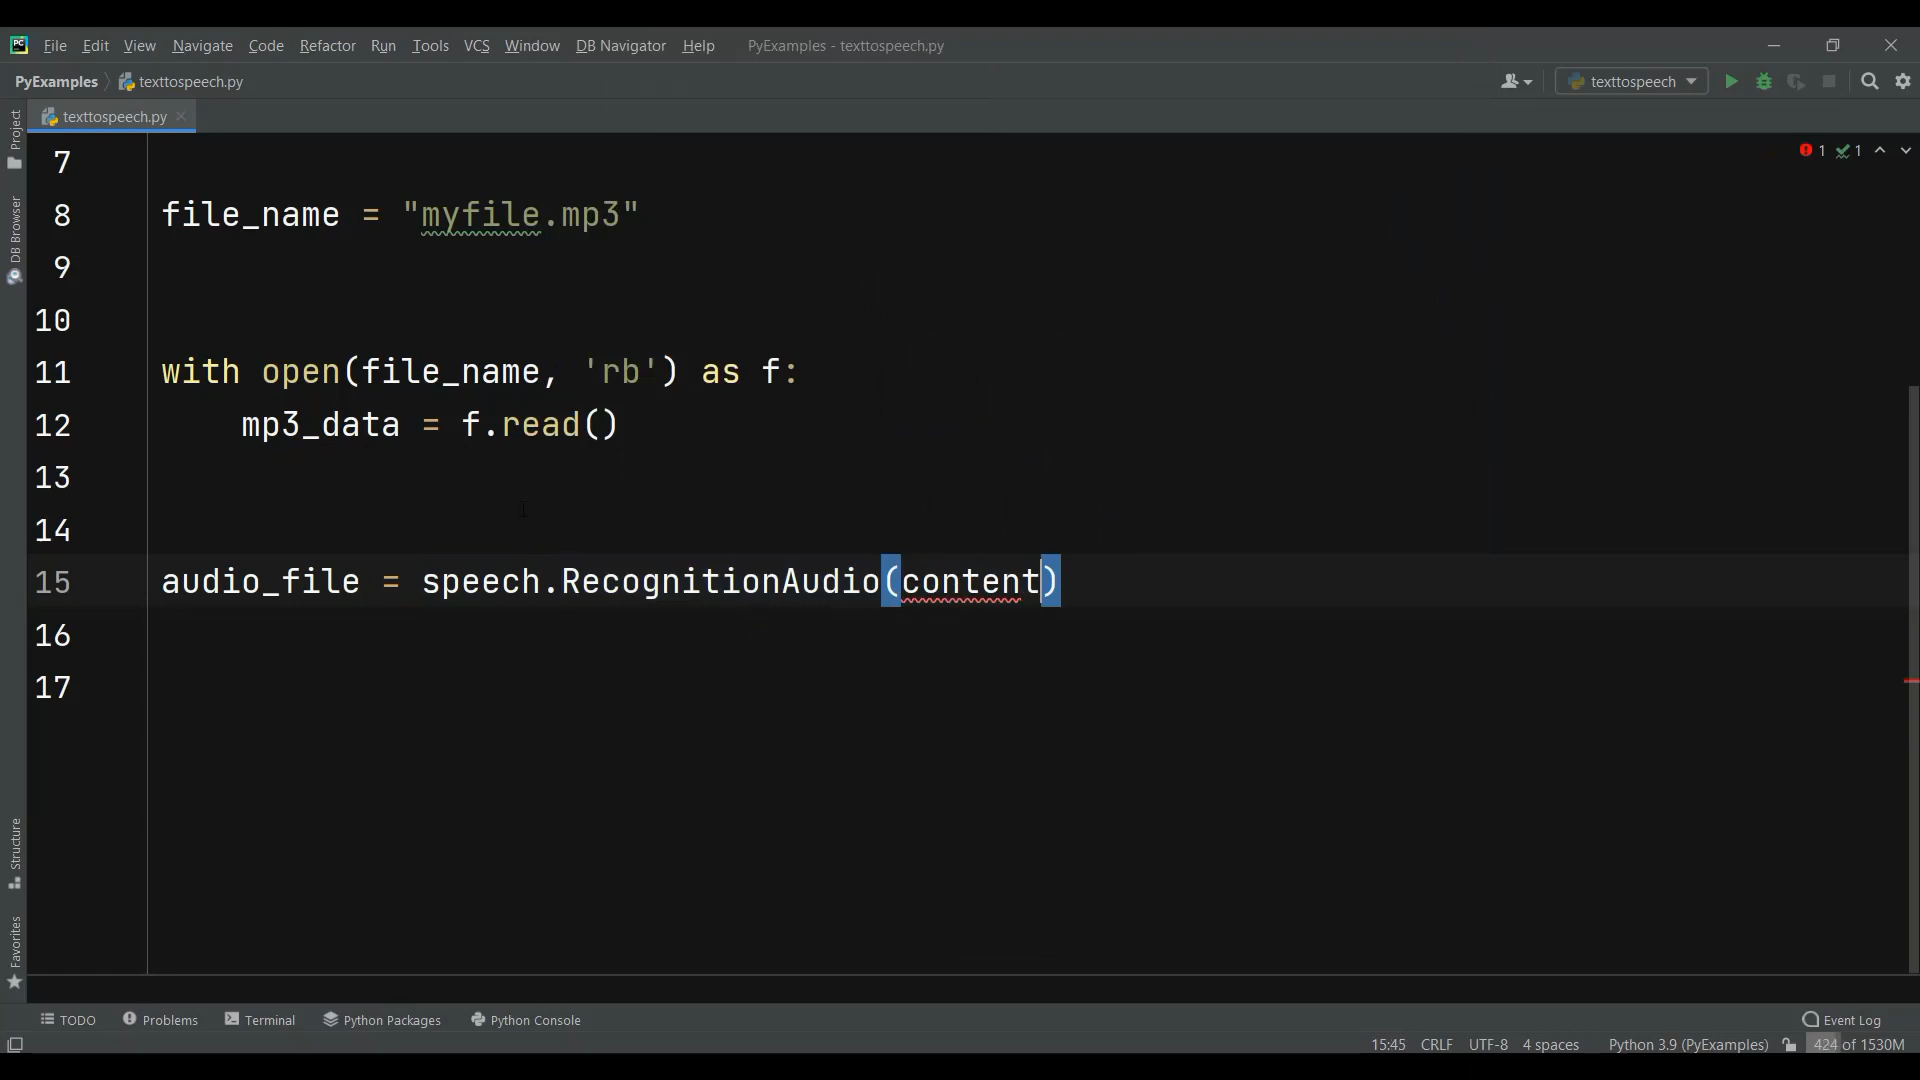 PC File Edit View Navigate Code Refactor Run Tools VCS Window DB Navigator Help PyExamples - texttospeech.py
PyExamples texttospeech.py texttospeech
texttospeech.py
Project
DB Browser
Structure
Favorites
1 1
7
8 file_name = "myfile.mp3"
9
10
11 with open(file_name, 'rb') as f:
12     mp3_data = f.read()
13
14
15 audio_file = speech.RecognitionAudio(content)
16
17
TODO Problems Terminal Python Packages Python Console Event Log
15:45 CRLF UTF-8 4 spaces Python 3.9 (PyExamples) 424 of 1530M